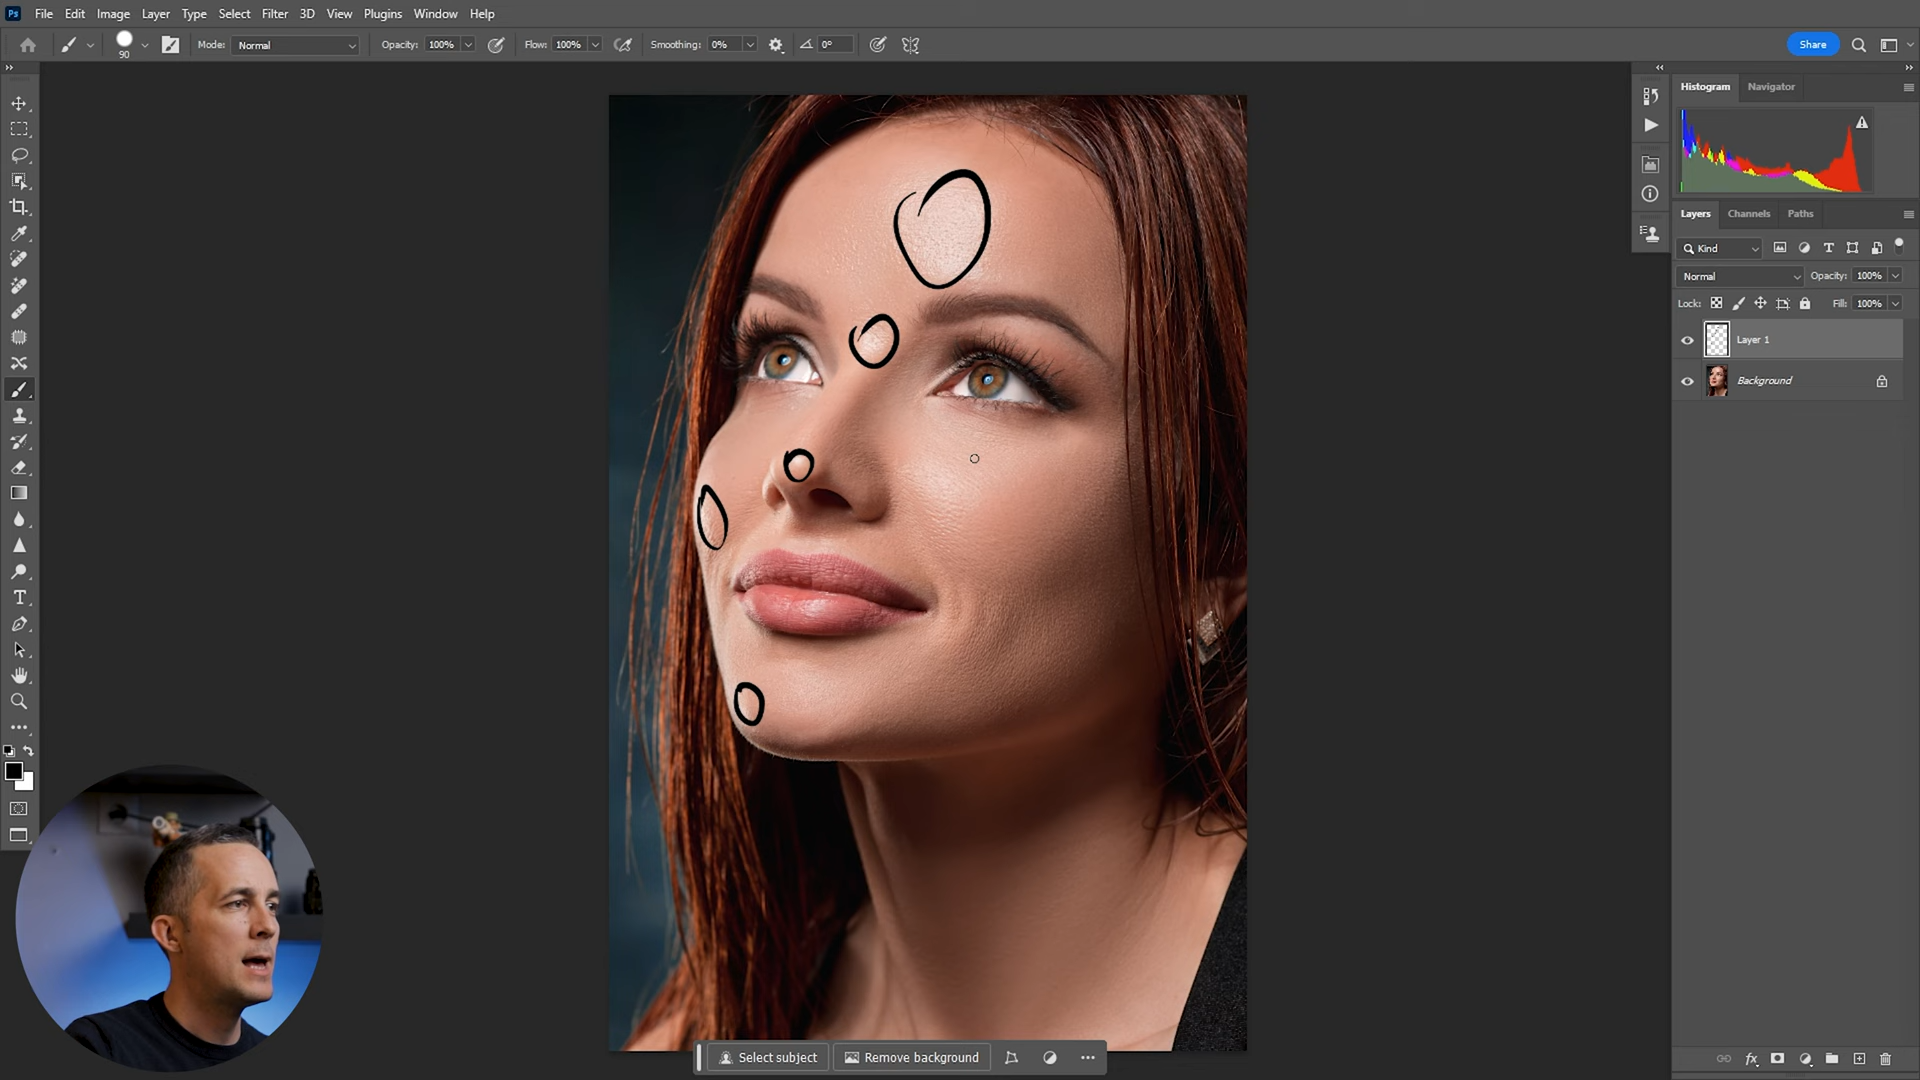 Ps File Edit Image Layer Type Select Filter 3D View Plugins Window Help
90 Mode: Normal Opacity: 100% Flow: 100% Smoothing: 0% 0° Share
Histogram Navigator
Layers Channels Paths
Kind
Normal Opacity: 100%
Lock: Fill: 100%
Layer 1
Background
fx
Select subject Remove background